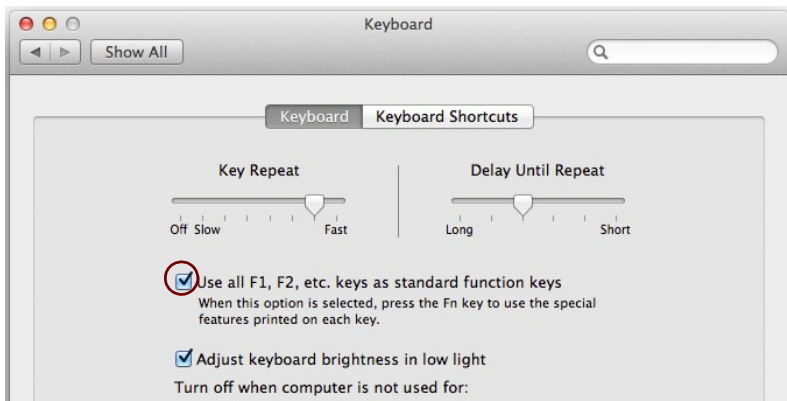 Keyboard
Show All
Keyboard Keyboard Shortcuts
Key Repeat Delay Until Repeat
Off Slow Fast Long Short
Use all F1, F2, etc. keys as standard function keys
When this option is selected, press the Fn key to use the special
features printed on each key.
Adjust keyboard brightness in low light
Turn off when computer is not used for: